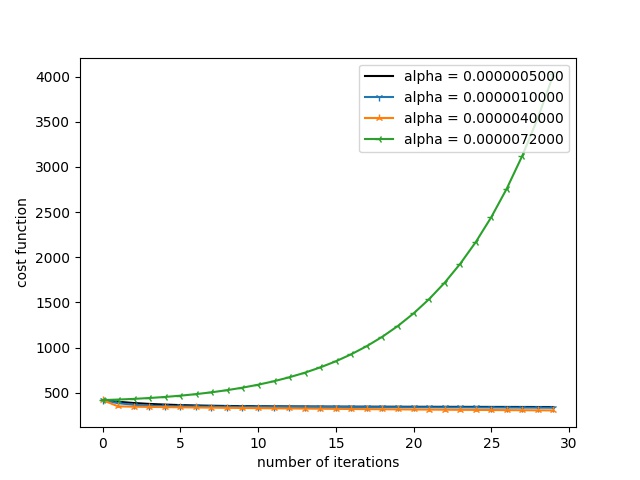 alpha = 0.0000005000
alpha = 0.0000010000
alpha = 0.0000040000
alpha = 0.0000072000
4000
3500
3000
2500
2000
1500
1000
500
cost function
0 5 10 15 20 25 30
number of iterations